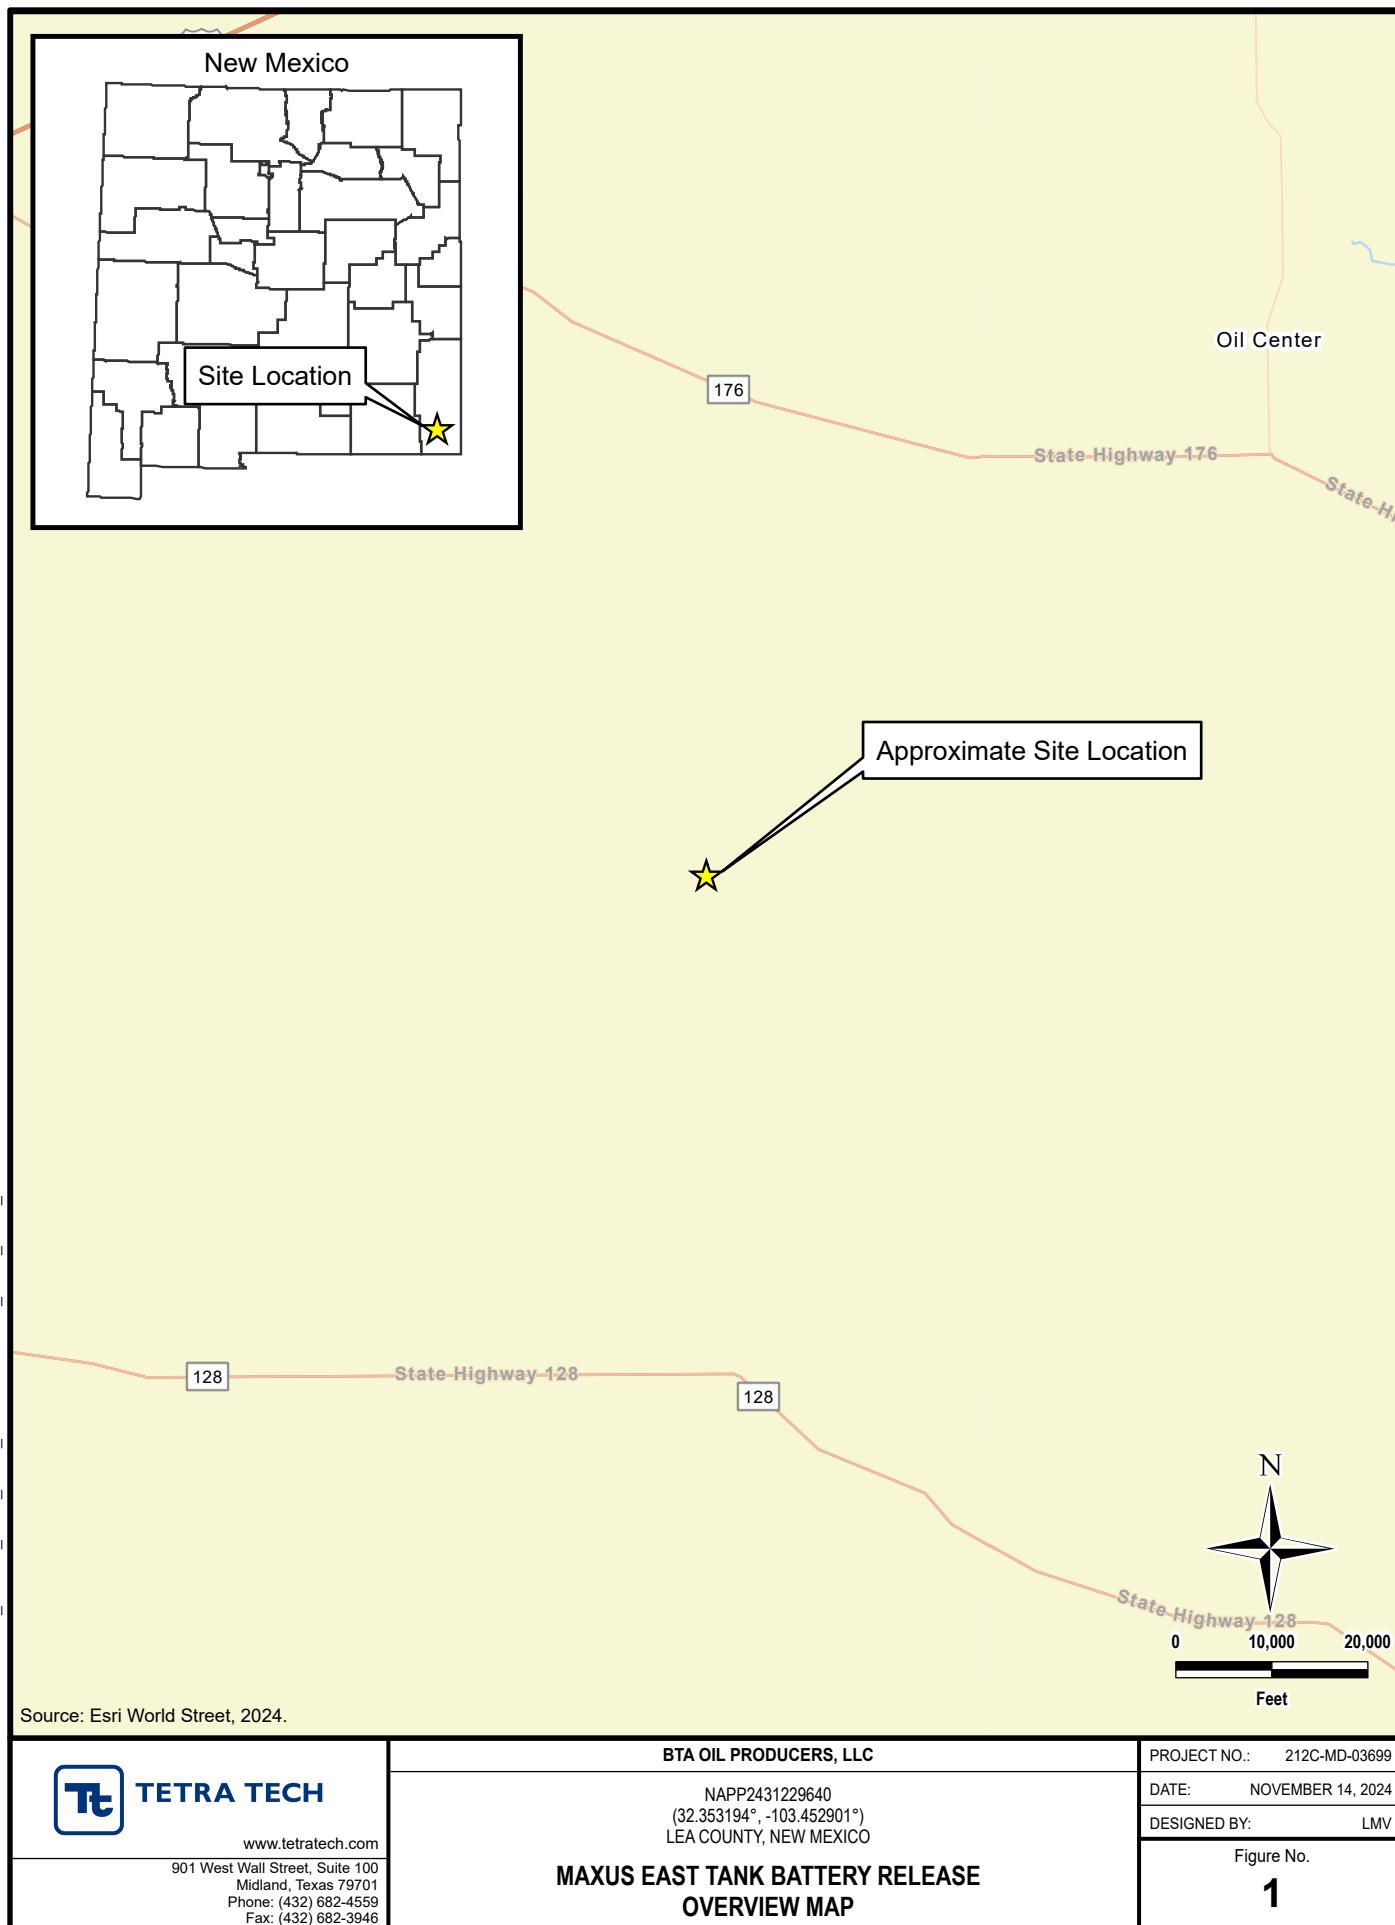 New Mexico
Site Location
Oil Center
176
State Highway 176
Approximate Site Location
128
State Highway 128
128
N
State Highway 128
0 10,000 20,000
Feet
Source: Esri World Street, 2024.
Tt TETRA TECH
www.tetratech.com
901 West Wall Street, Suite 100
Midland, Texas 79701
Phone: (432) 682-4559
Fax: (432) 682-3946
BTA OIL PRODUCERS, LLC
NAPP2431229640
(32.353194°, -103.452901°)
LEA COUNTY, NEW MEXICO
MAXUS EAST TANK BATTERY RELEASE
OVERVIEW MAP
PROJECT NO.: 212C-MD-03699
DATE: NOVEMBER 14, 2024
DESIGNED BY: LMV
Figure No.
1